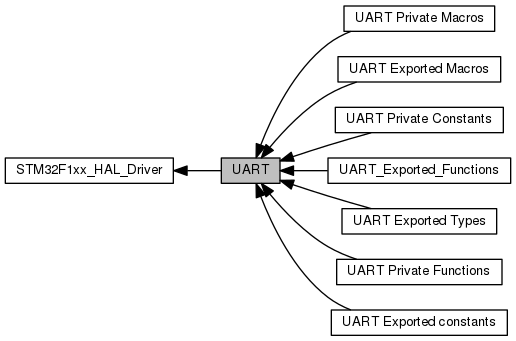 UART Private Macros
UART Exported Macros
UART Private Constants
STM32F1xx_HAL_Driver
UART
UART_Exported_Functions
UART Exported Types
UART Private Functions
UART Exported constants